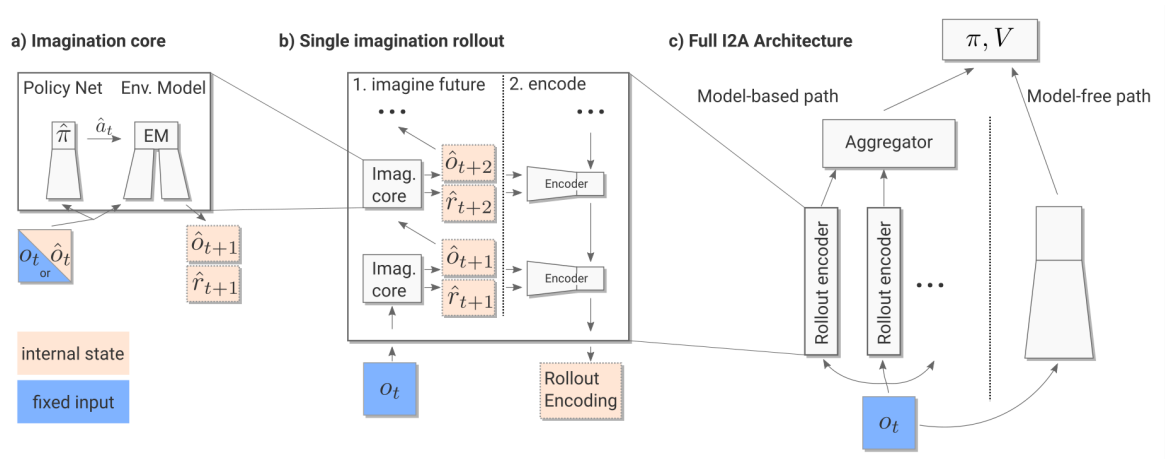 a) Imagination core
Policy Net
Env. Model
π̂
â_t
EM
o_t
or
ô_t
ô_{t+1}
r̂_{t+1}
internal state
fixed input
b) Single imagination rollout
1. imagine future
2. encode
...
...
Imag.
core
ô_{t+2}
r̂_{t+2}
Encoder
Imag.
core
ô_{t+1}
r̂_{t+1}
Encoder
o_t
Rollout
Encoding
c) Full I2A Architecture
π, V
Model-based path
Model-free path
Aggregator
Rollout encoder
Rollout encoder
...
o_t